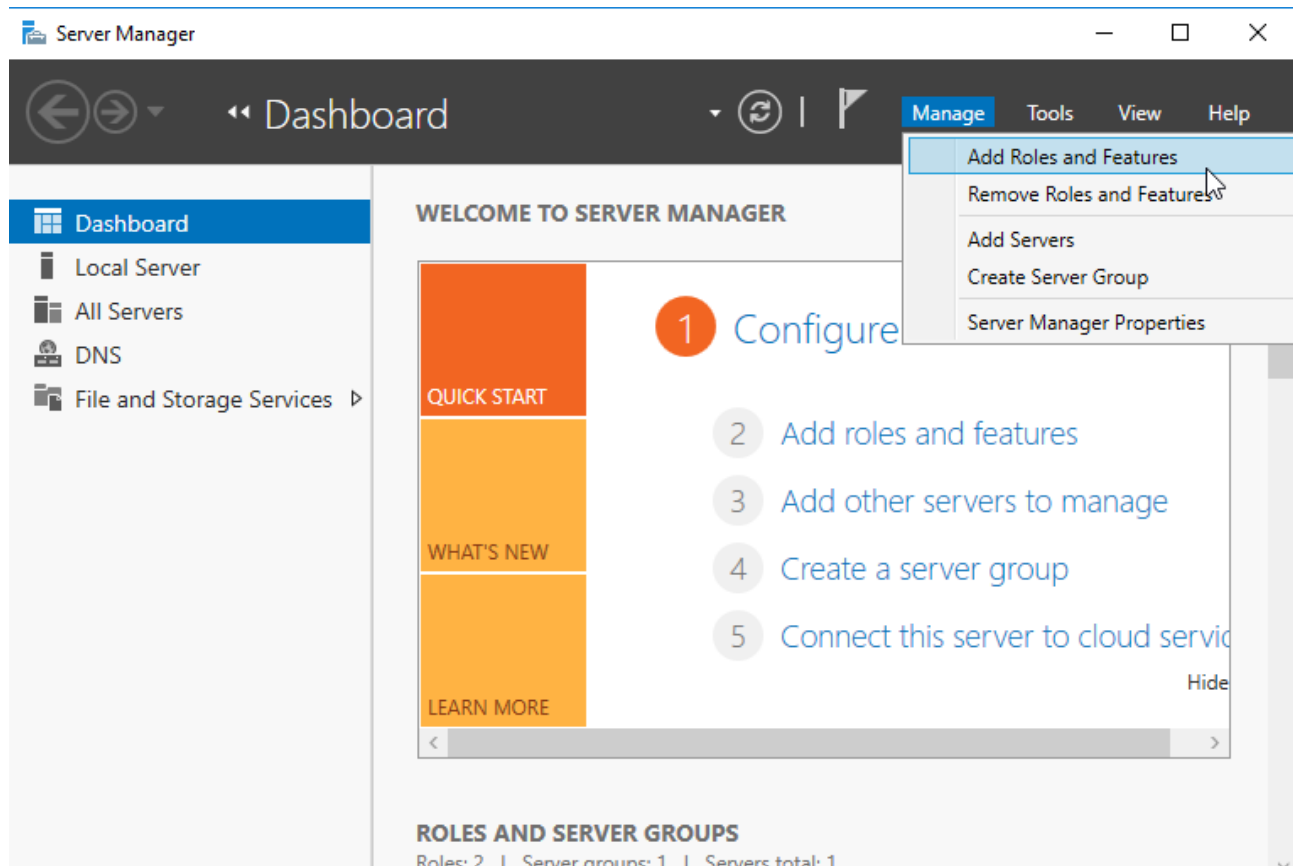 Server Manager
Dashboard
Manage Tools View Help
Add Roles and Features
Remove Roles and Features
Add Servers
Create Server Group
Server Manager Properties
Dashboard
Local Server
All Servers
DNS
File and Storage Services
WELCOME TO SERVER MANAGER
QUICK START
WHAT'S NEW
LEARN MORE
1 Configure
2 Add roles and features
3 Add other servers to manage
4 Create a server group
5 Connect this server to cloud servic
Hide
ROLES AND SERVER GROUPS
Roles: 2 | Server groups: 1 | Servers total: 1